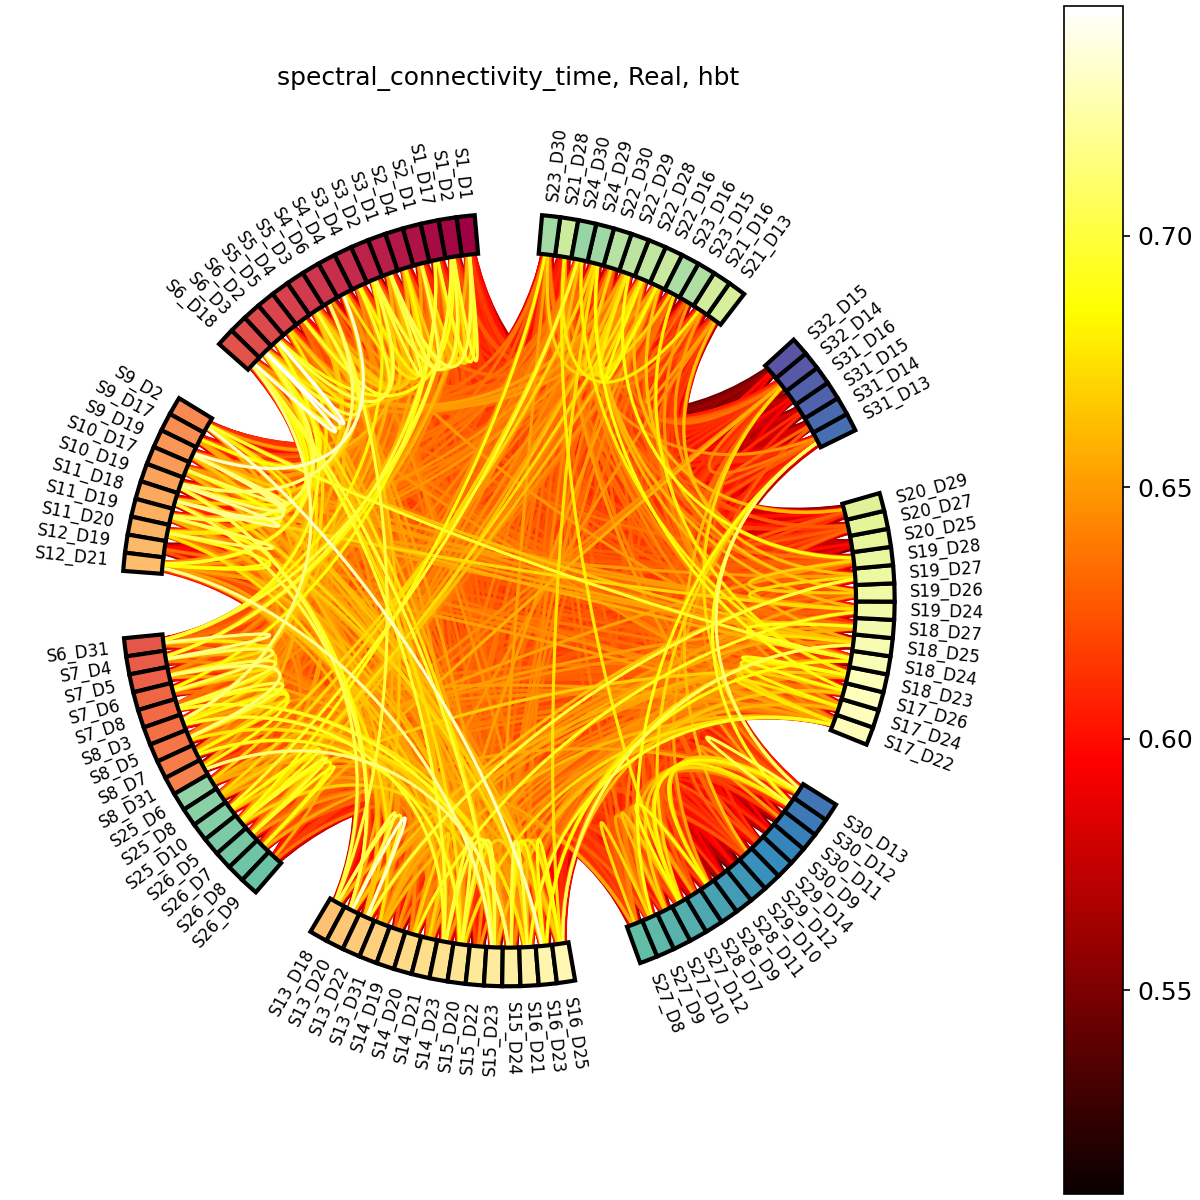 spectral_connectivity_time, Real, hbt
S1_D1
S1_D2
S1_D17
S2_D1
S2_D4
S3_D1
S3_D2
S3_D4
S4_D4
S4_D6
S5_D3
S5_D4
S5_D5
S6_D2
S6_D3
S6_D18
S9_D2
S9_D17
S9_D19
S10_D17
S10_D19
S11_D18
S11_D19
S11_D20
S12_D19
S12_D21
S6_D31
S7_D4
S7_D5
S7_D6
S7_D8
S8_D3
S8_D5
S8_D7
S8_D31
S25_D6
S25_D8
S25_D10
S26_D5
S26_D7
S26_D8
S26_D9
S13_D18
S13_D20
S13_D22
S13_D31
S14_D19
S14_D20
S14_D21
S14_D23
S15_D20
S15_D22
S15_D23
S15_D24
S16_D21
S16_D23
S16_D25
S27_D8
S27_D9
S27_D10
S27_D12
S28_D7
S28_D9
S28_D11
S29_D10
S29_D12
S29_D14
S30_D9
S30_D11
S30_D12
S30_D13
S17_D22
S17_D24
S17_D26
S18_D23
S18_D24
S18_D25
S18_D27
S19_D24
S19_D26
S19_D27
S19_D28
S20_D25
S20_D27
S20_D29
S31_D13
S31_D14
S31_D15
S31_D16
S32_D14
S32_D15
S21_D13
S21_D16
S23_D15
S23_D16
S22_D16
S22_D28
S22_D29
S22_D30
S24_D29
S24_D30
S21_D28
S23_D30
0.70
0.65
0.60
0.55